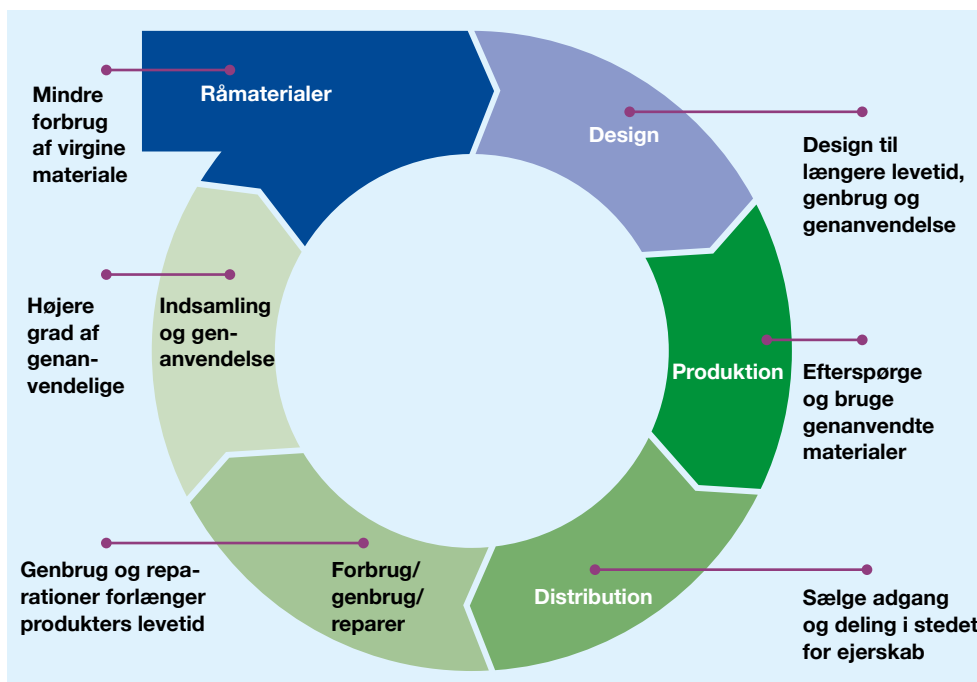 Råmaterialer
Mindre
forbrug
af virgine
materiale
Design
Design til
længere levetid,
genbrug og
genanvendelse
Produktion
Efterspørge
og bruge
genanvendte
materialer
Distribution
Sælge adgang
og deling i stedet
for ejerskab
Forbrug/
genbrug/
reparer
Genbrug og repa-
rationer forlænger
produkters levetid
Indsamling
og gen-
anvendelse
Højere
grad af
genan-
vendelige